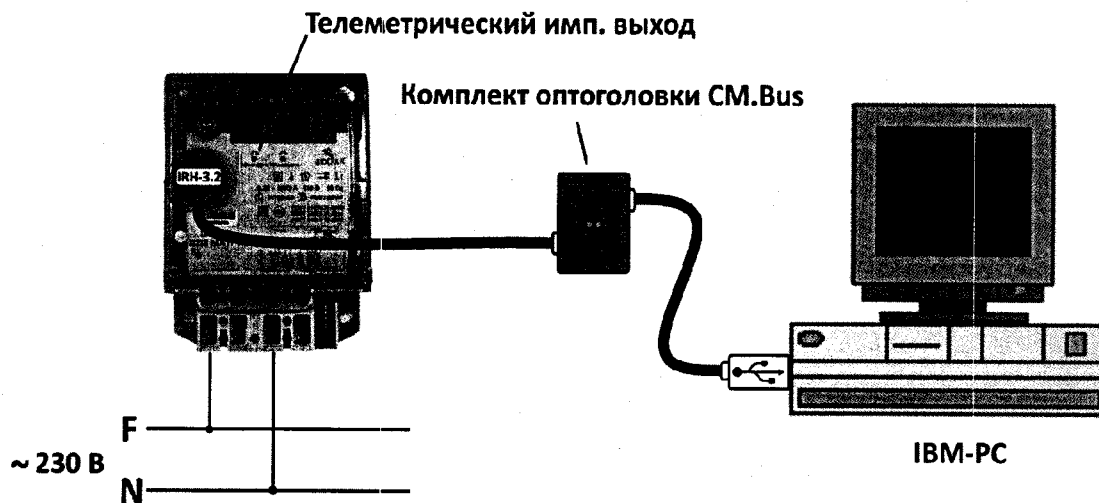 Телеметрический имп. выход
Комплект оптоголовки CM.Bus
IRH-3.2
F
~ 230 В
N
IBM-PC